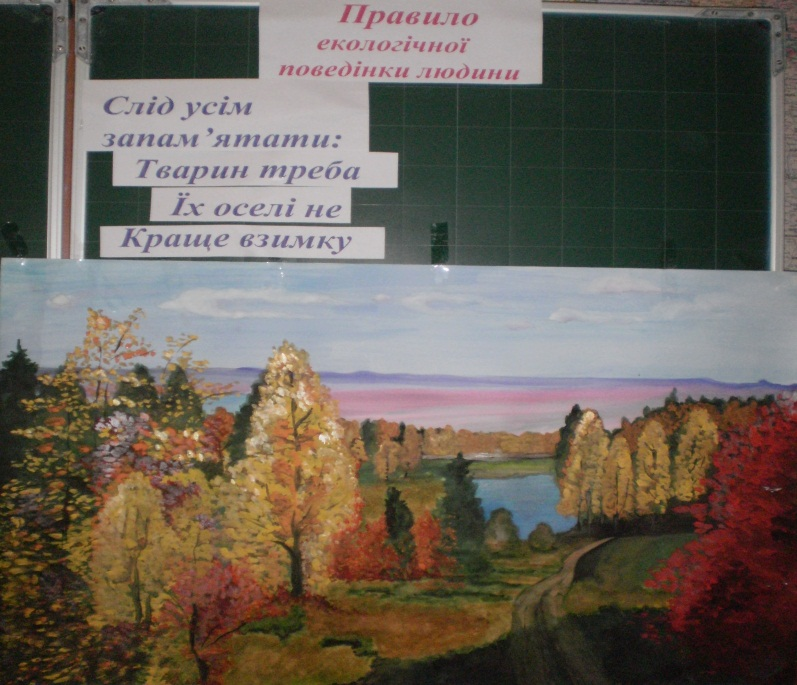 Правило
екологічної
поведінки людини
Слід усім
запам’ятати:
Тварин треба
Їх оселі не
Краще взимку